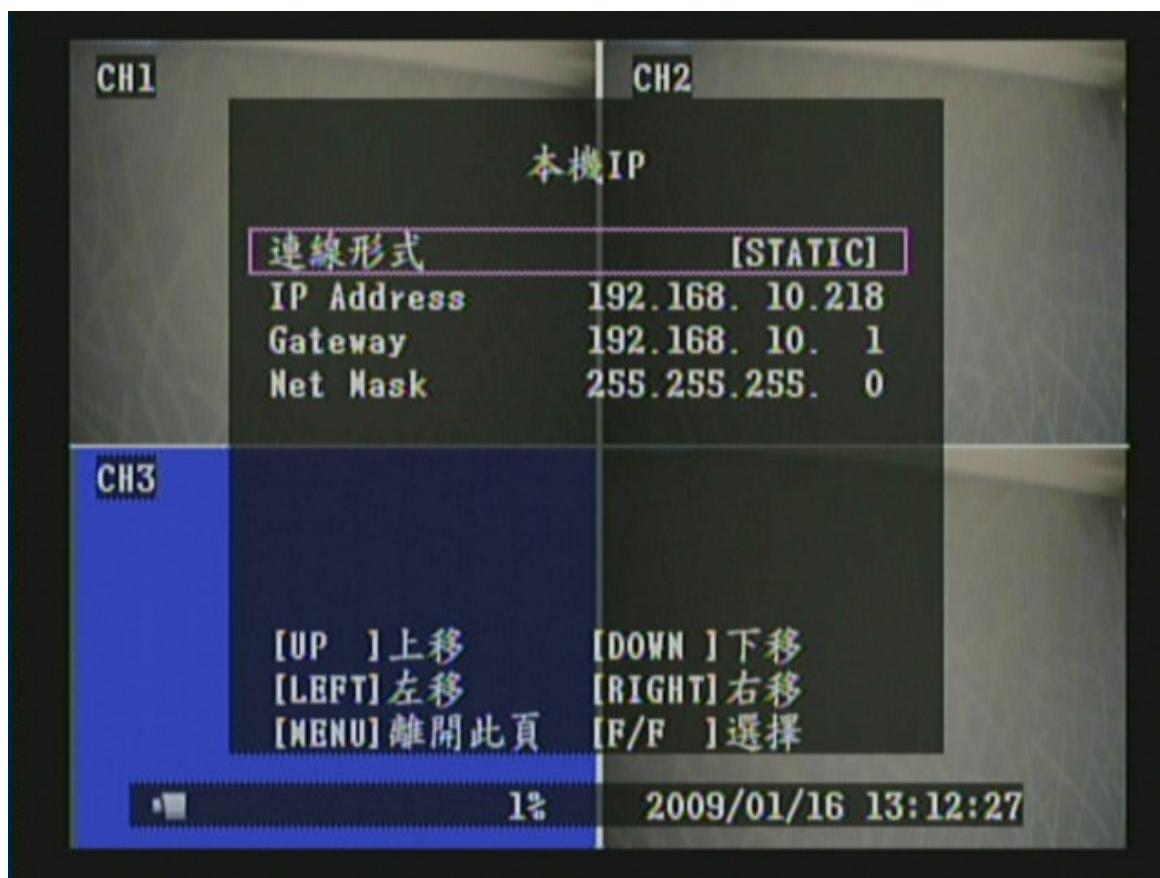 CH1 CH2
本機IP
連線形式 [STATIC]
IP Address 192.168. 10.218
Gateway 192.168. 10. 1
Net Mask 255.255.255. 0
CH3
[UP ]上移 [DOWN ]下移
[LEFT]左移 [RIGHT]右移
[MENU]離開此頁 [F/F ]選擇
1% 2009/01/16 13:12:27